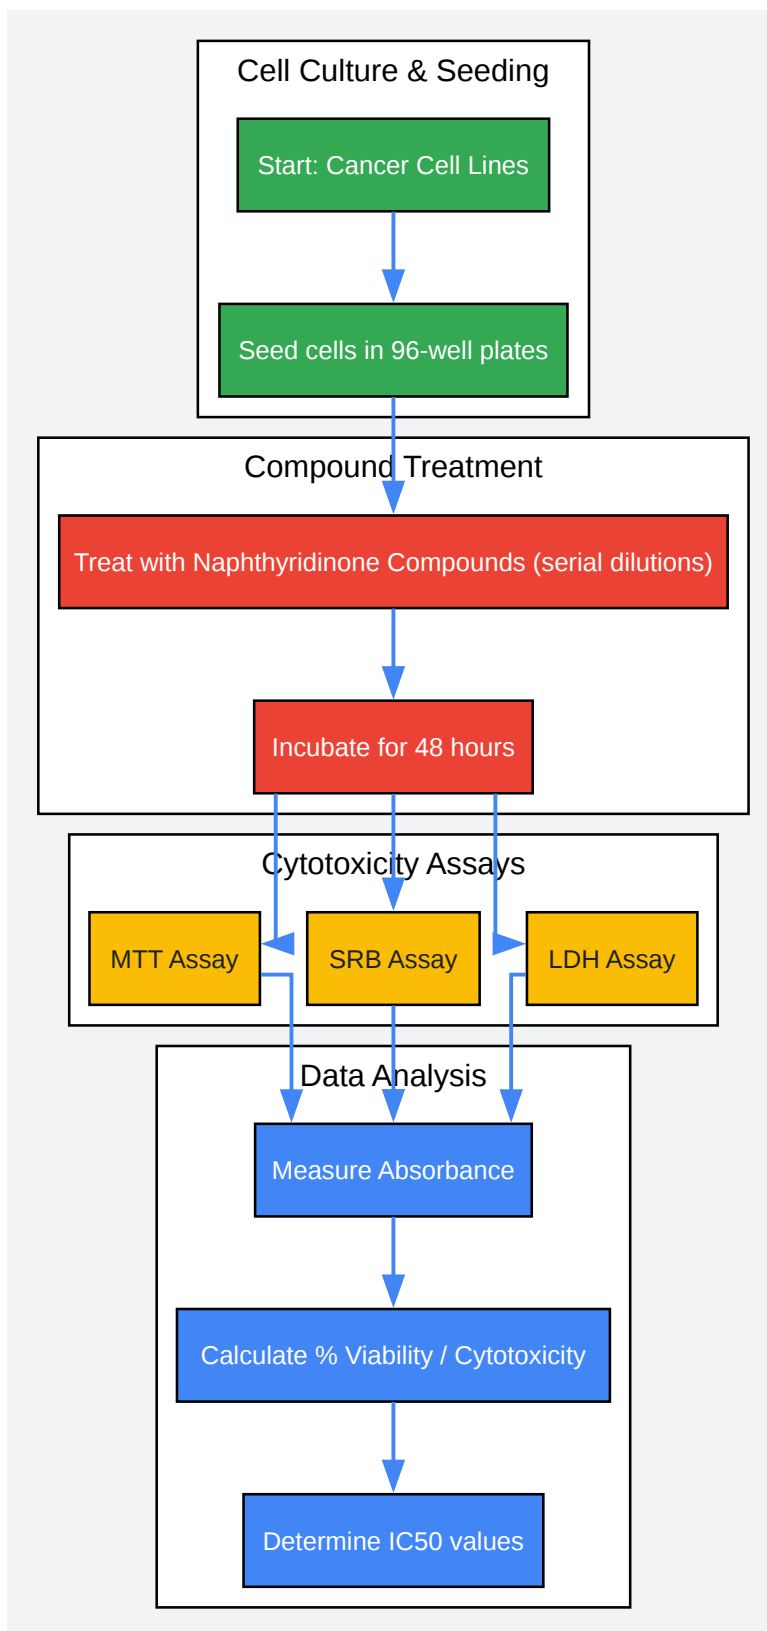 Cell Culture & Seeding
Start: Cancer Cell Lines
Seed cells in 96-well plates
Compound Treatment
Treat with Naphthyridinone Compounds (serial dilutions)
Incubate for 48 hours
Cytotoxicity Assays
MTT Assay
SRB Assay
LDH Assay
Data Analysis
Measure Absorbance
Calculate % Viability / Cytotoxicity
Determine IC50 values